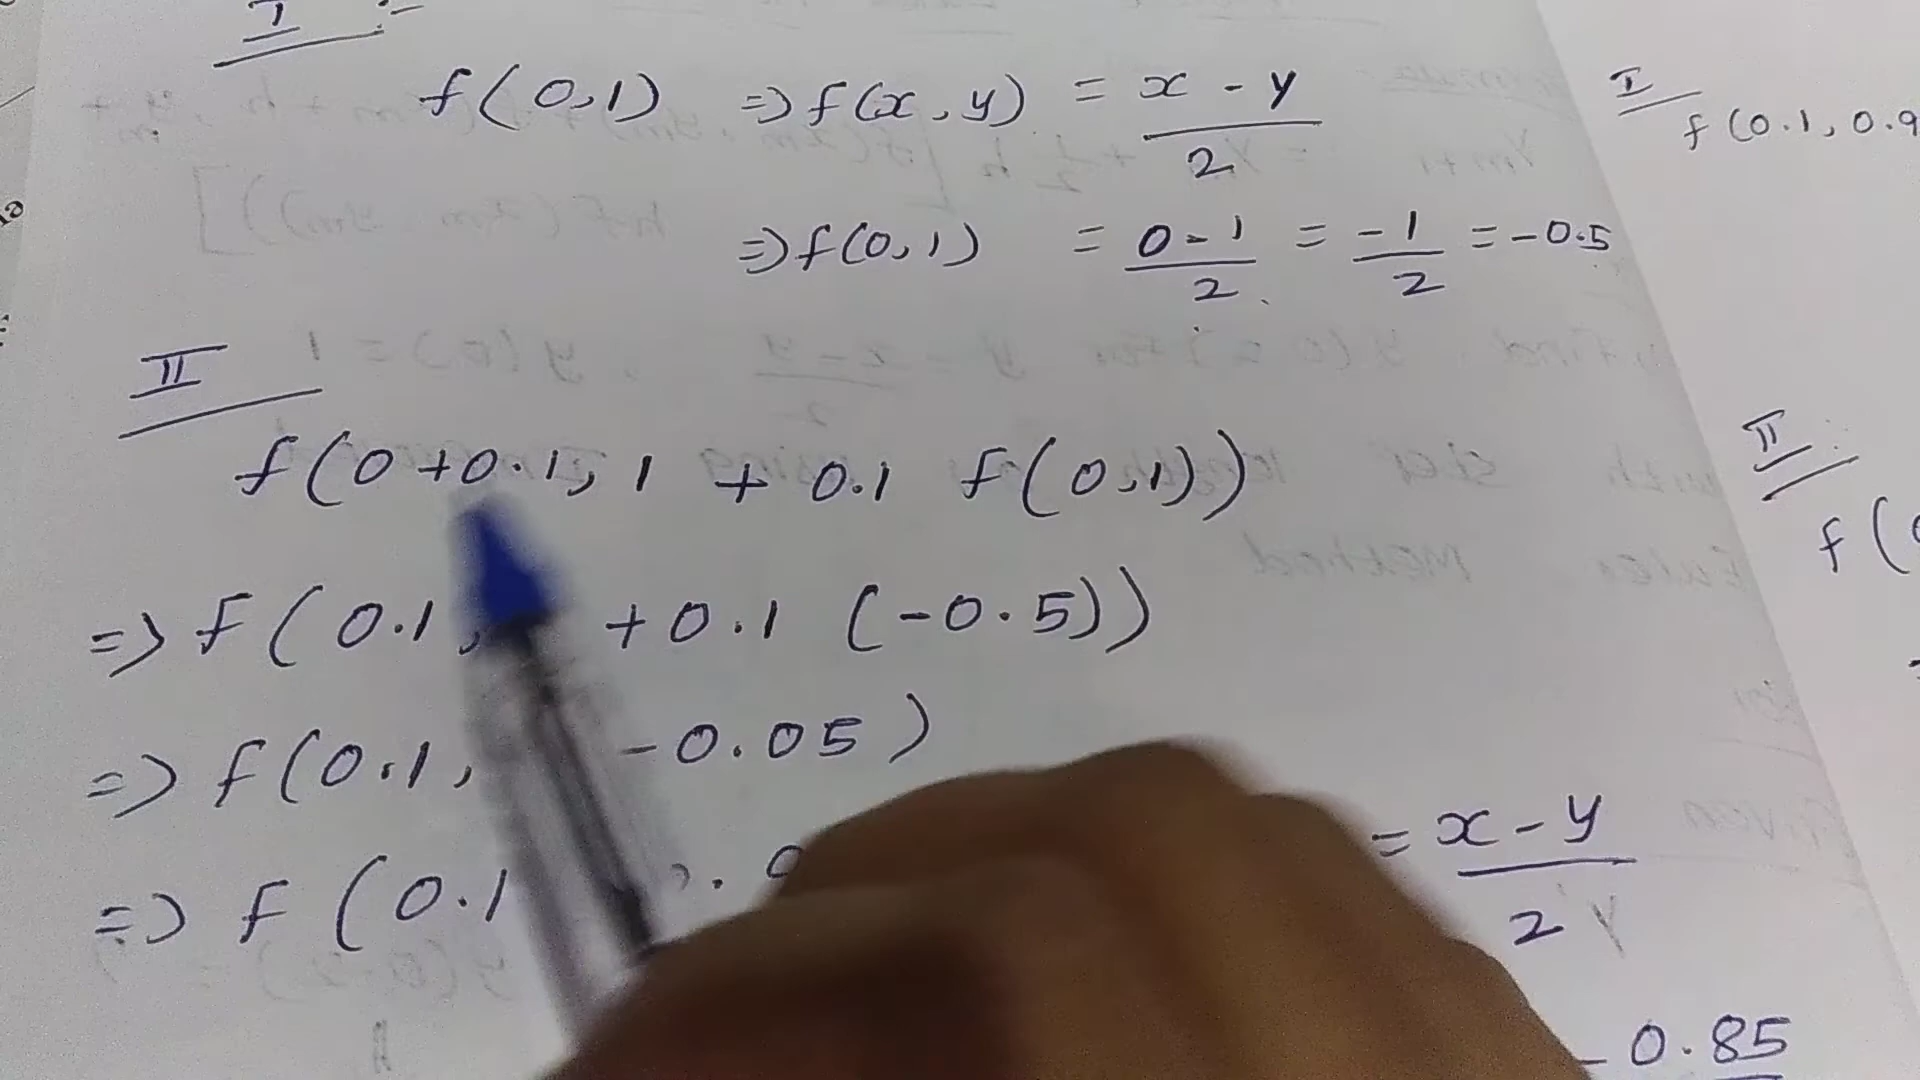 I
f(0,1) => f(x,y) = x - y / 2
=> f(0,1) = 0-1 / 2 = -1 / 2 = -0.5
II
f(0+0.1, 1 + 0.1 f(0,1))
=> f(0.1, +0.1 (-0.5))
=> f(0.1, -0.05)
=> f(0.1
= x - y / 2
- 0.85
I
f(0.1, 0.9
II
f(